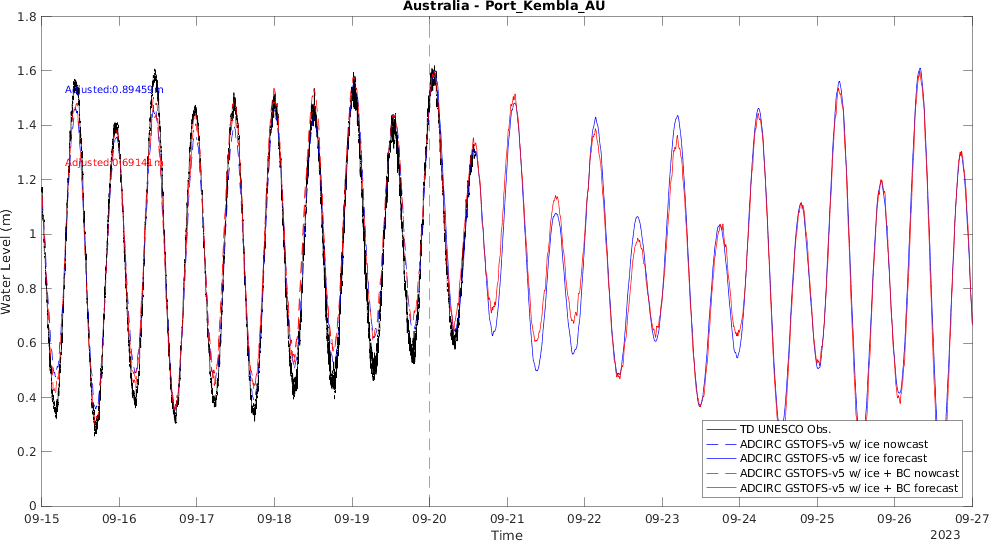 Australia - Port_Kembla_AU
1.8
1.6
1.4
1.2
1
0.8
0.6
0.4
0.2
0
Water Level (m)
Adjusted:0.89459m
Adjusted:0.69141m
TD UNESCO Obs.
ADCIRC GSTOFS-v5 w/ ice nowcast
ADCIRC GSTOFS-v5 w/ ice forecast
ADCIRC GSTOFS-v5 w/ ice + BC nowcast
ADCIRC GSTOFS-v5 w/ ice + BC forecast
09-15 09-16 09-17 09-18 09-19 09-20 09-21 09-22 09-23 09-24 09-25 09-26 09-27
Time
2023